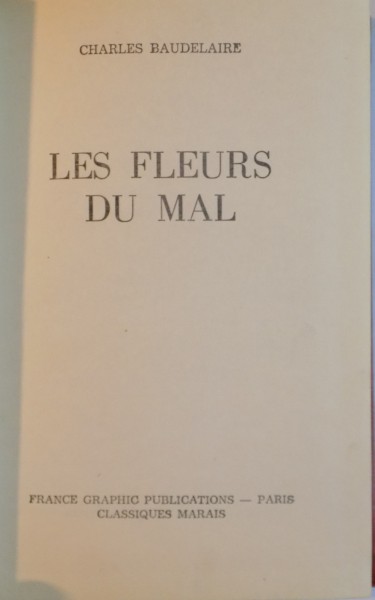 CHARLES BAUDELAIRE
LES FLEURS
DU MAL
FRANCE GRAPHIC PUBLICATIONS — PARIS
CLASSIQUES MARAIS